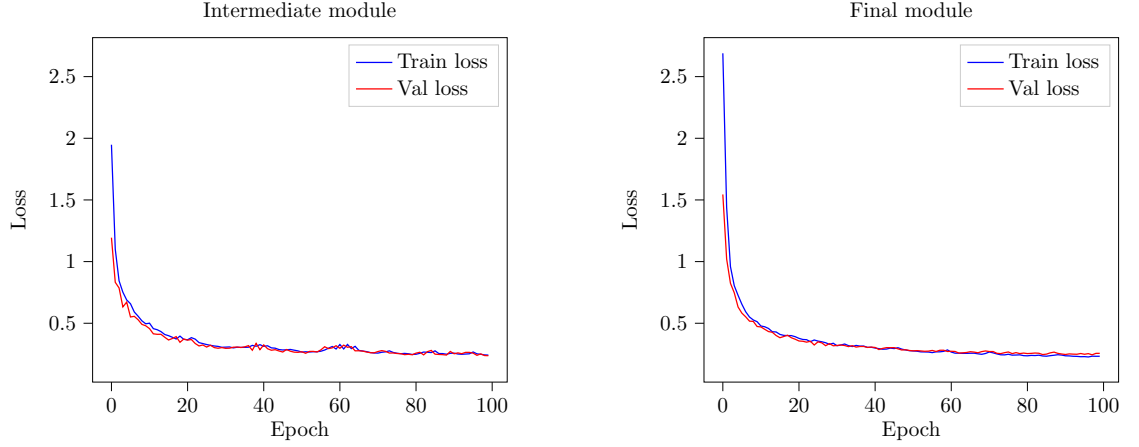 Intermediate module
Train loss
Val loss
2.5
2
1.5
1
0.5
Loss
0 20 40 60 80 100
Epoch
Final module
Train loss
Val loss
2.5
2
1.5
1
0.5
Loss
0 20 40 60 80 100
Epoch